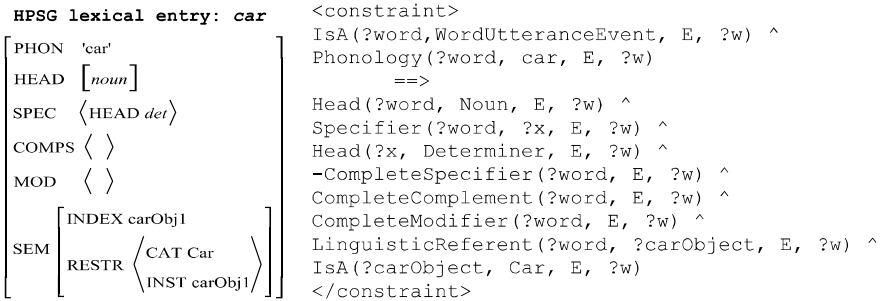 HPSG lexical entry: car
PHON 'car'
HEAD [noun]
SPEC ⟨HEAD det⟩
COMPS ⟨ ⟩
MOD ⟨ ⟩
SEM
INDEX carObj1
RESTR
CAT Car
INST carObj1
<constraint>
IsA(?word,WordUtteranceEvent, E, ?w) ^
Phonology(?word, car, E, ?w)
==>
Head(?word, Noun, E, ?w) ^
Specifier(?word, ?x, E, ?w) ^
Head(?x, Determiner, E, ?w) ^
-CompleteSpecifier(?word, E, ?w) ^
CompleteComplement(?word, E, ?w) ^
CompleteModifier(?word, E, ?w) ^
LinguisticReferent(?word, ?carObject, E, ?w) ^
IsA(?carObject, Car, E, ?w)
</constraint>